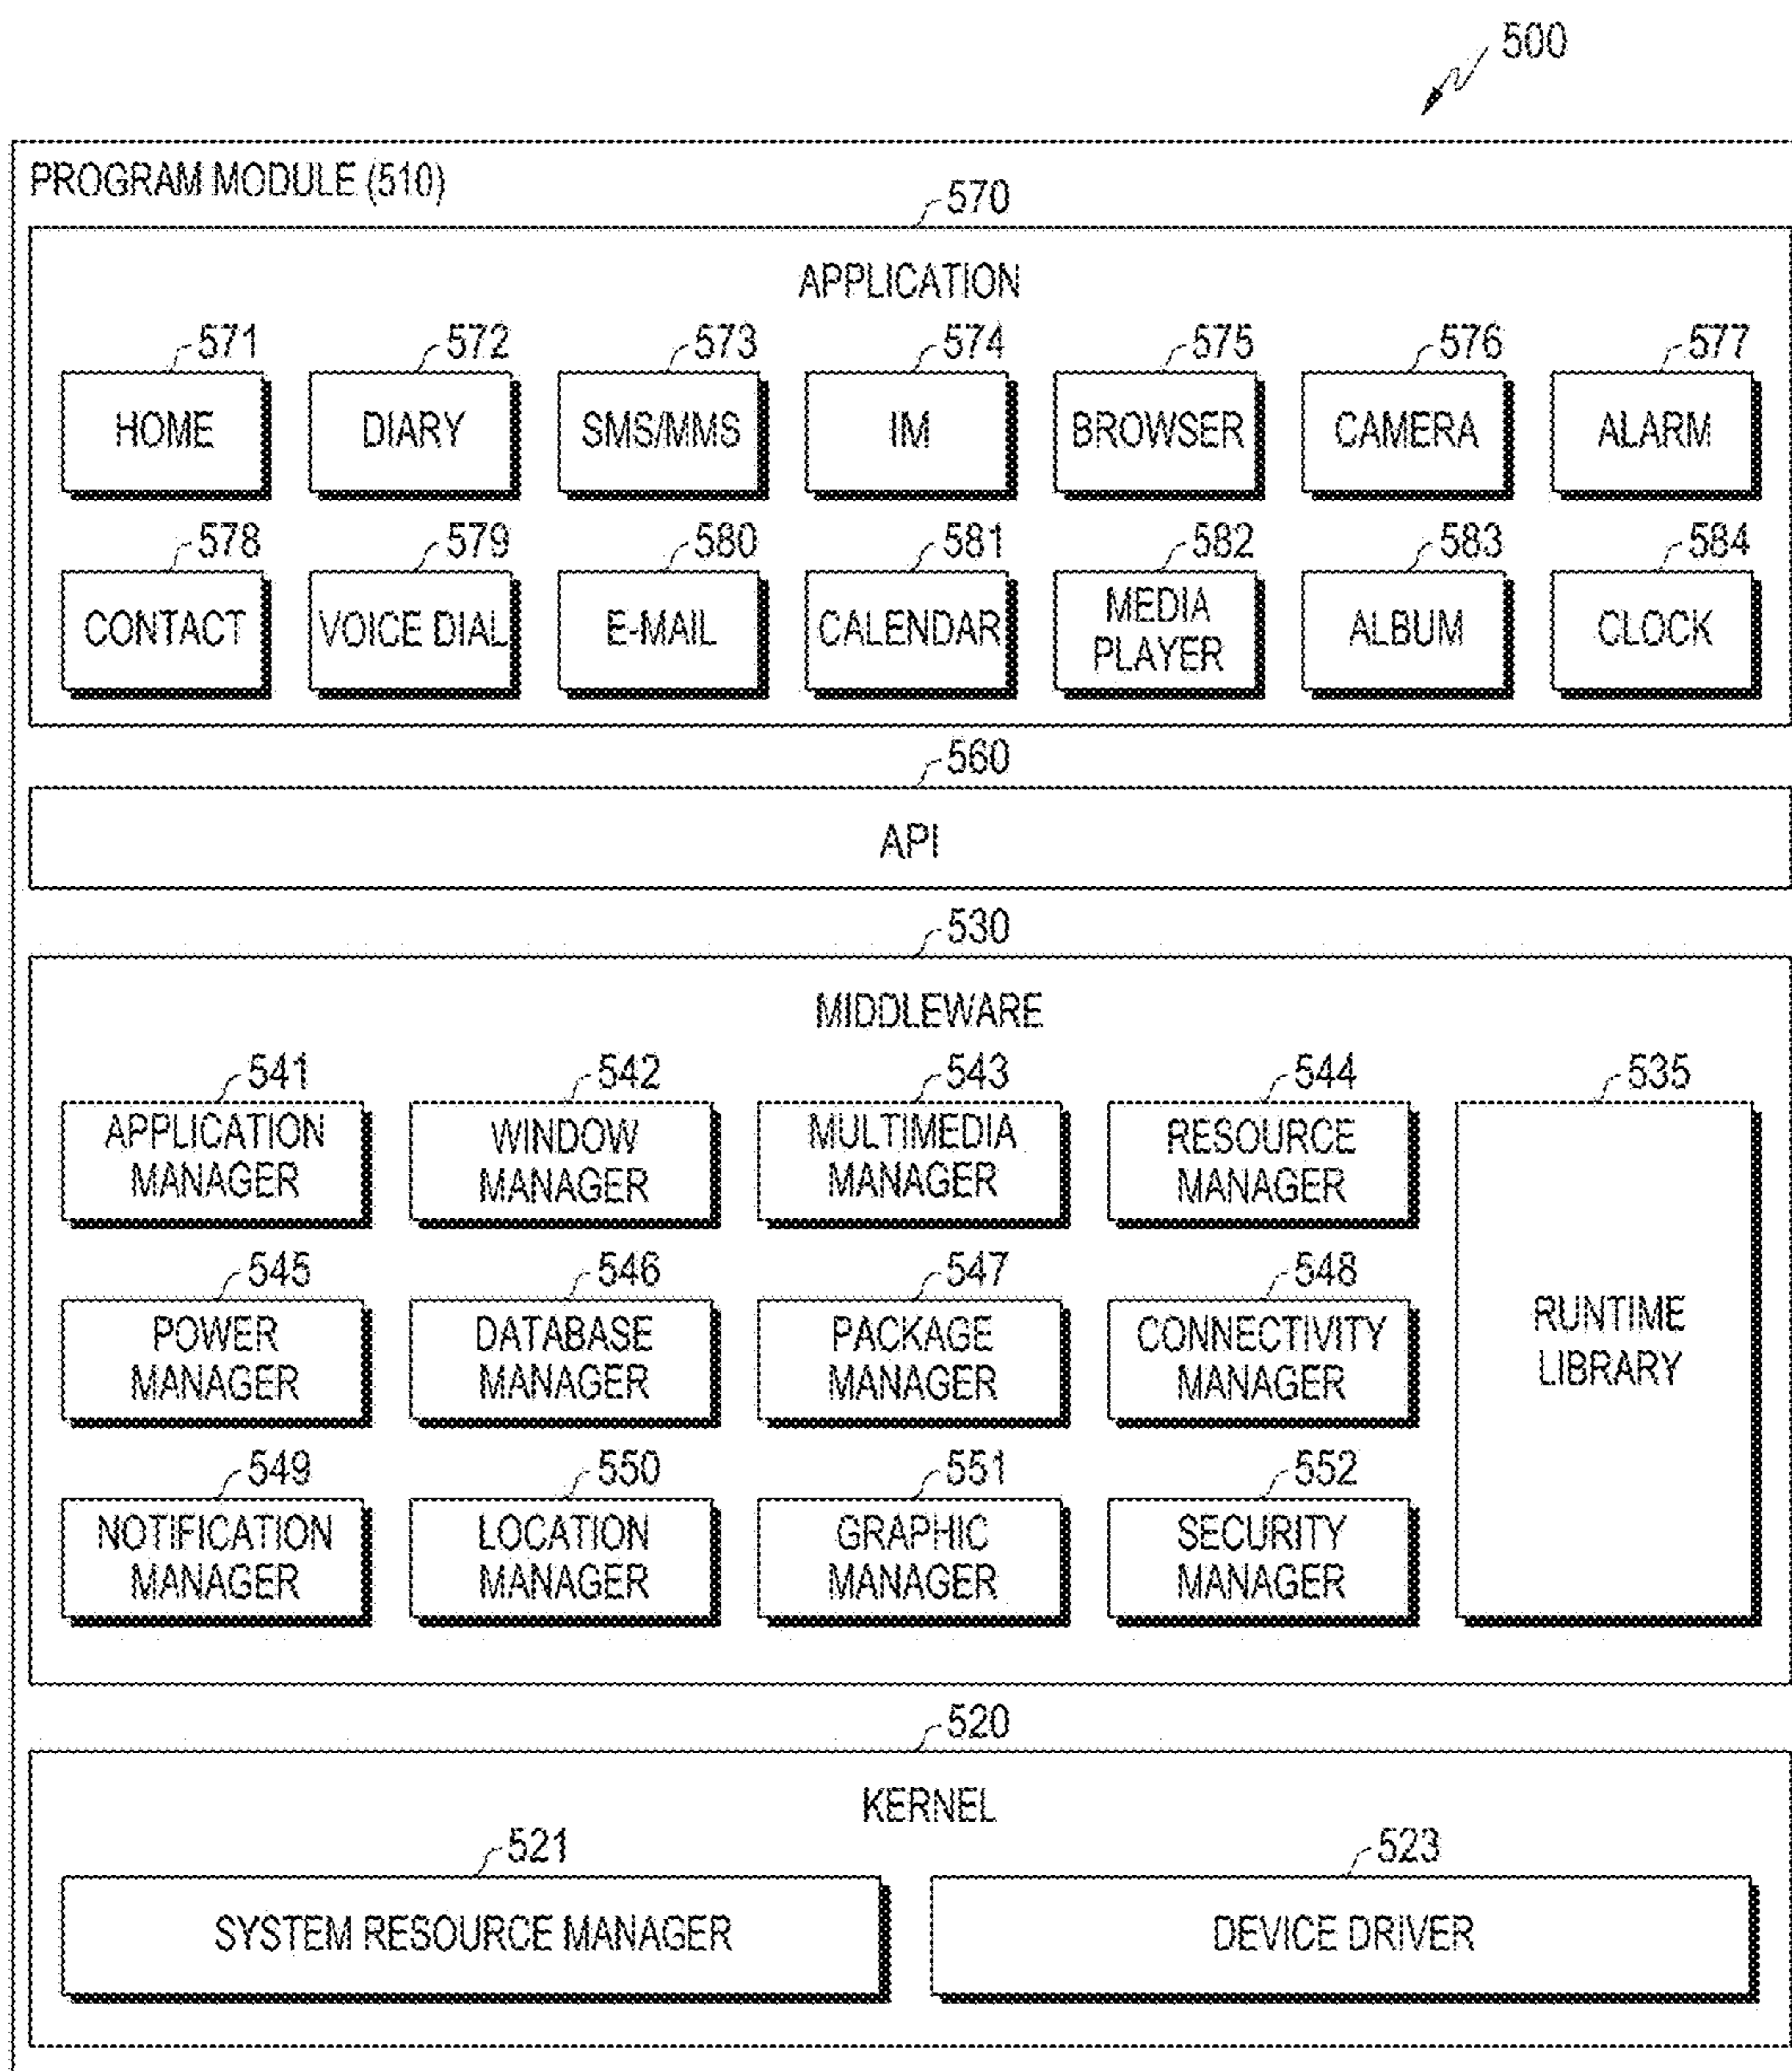 500
PROGRAM MODULE (510)
570
APPLICATION
571 572 573 574 575 576 577
HOME DIARY SMS/MMS IM BROWSER CAMERA ALARM
578 579 580 581 582 583 584
CONTACT VOICE DIAL E-MAIL CALENDAR MEDIA PLAYER ALBUM CLOCK
560
API
530
MIDDLEWARE
541 542 543 544 535
APPLICATION MANAGER
WINDOW MANAGER
MULTIMEDIA MANAGER
RESOURCE MANAGER
RUNTIME LIBRARY
545 546 547 548
POWER MANAGER
DATABASE MANAGER
PACKAGE MANAGER
CONNECTIVITY MANAGER
549 550 551 552
NOTIFICATION MANAGER
LOCATION MANAGER
GRAPHIC MANAGER
SECURITY MANAGER
520
KERNEL
521 523
SYSTEM RESOURCE MANAGER DEVICE DRIVER